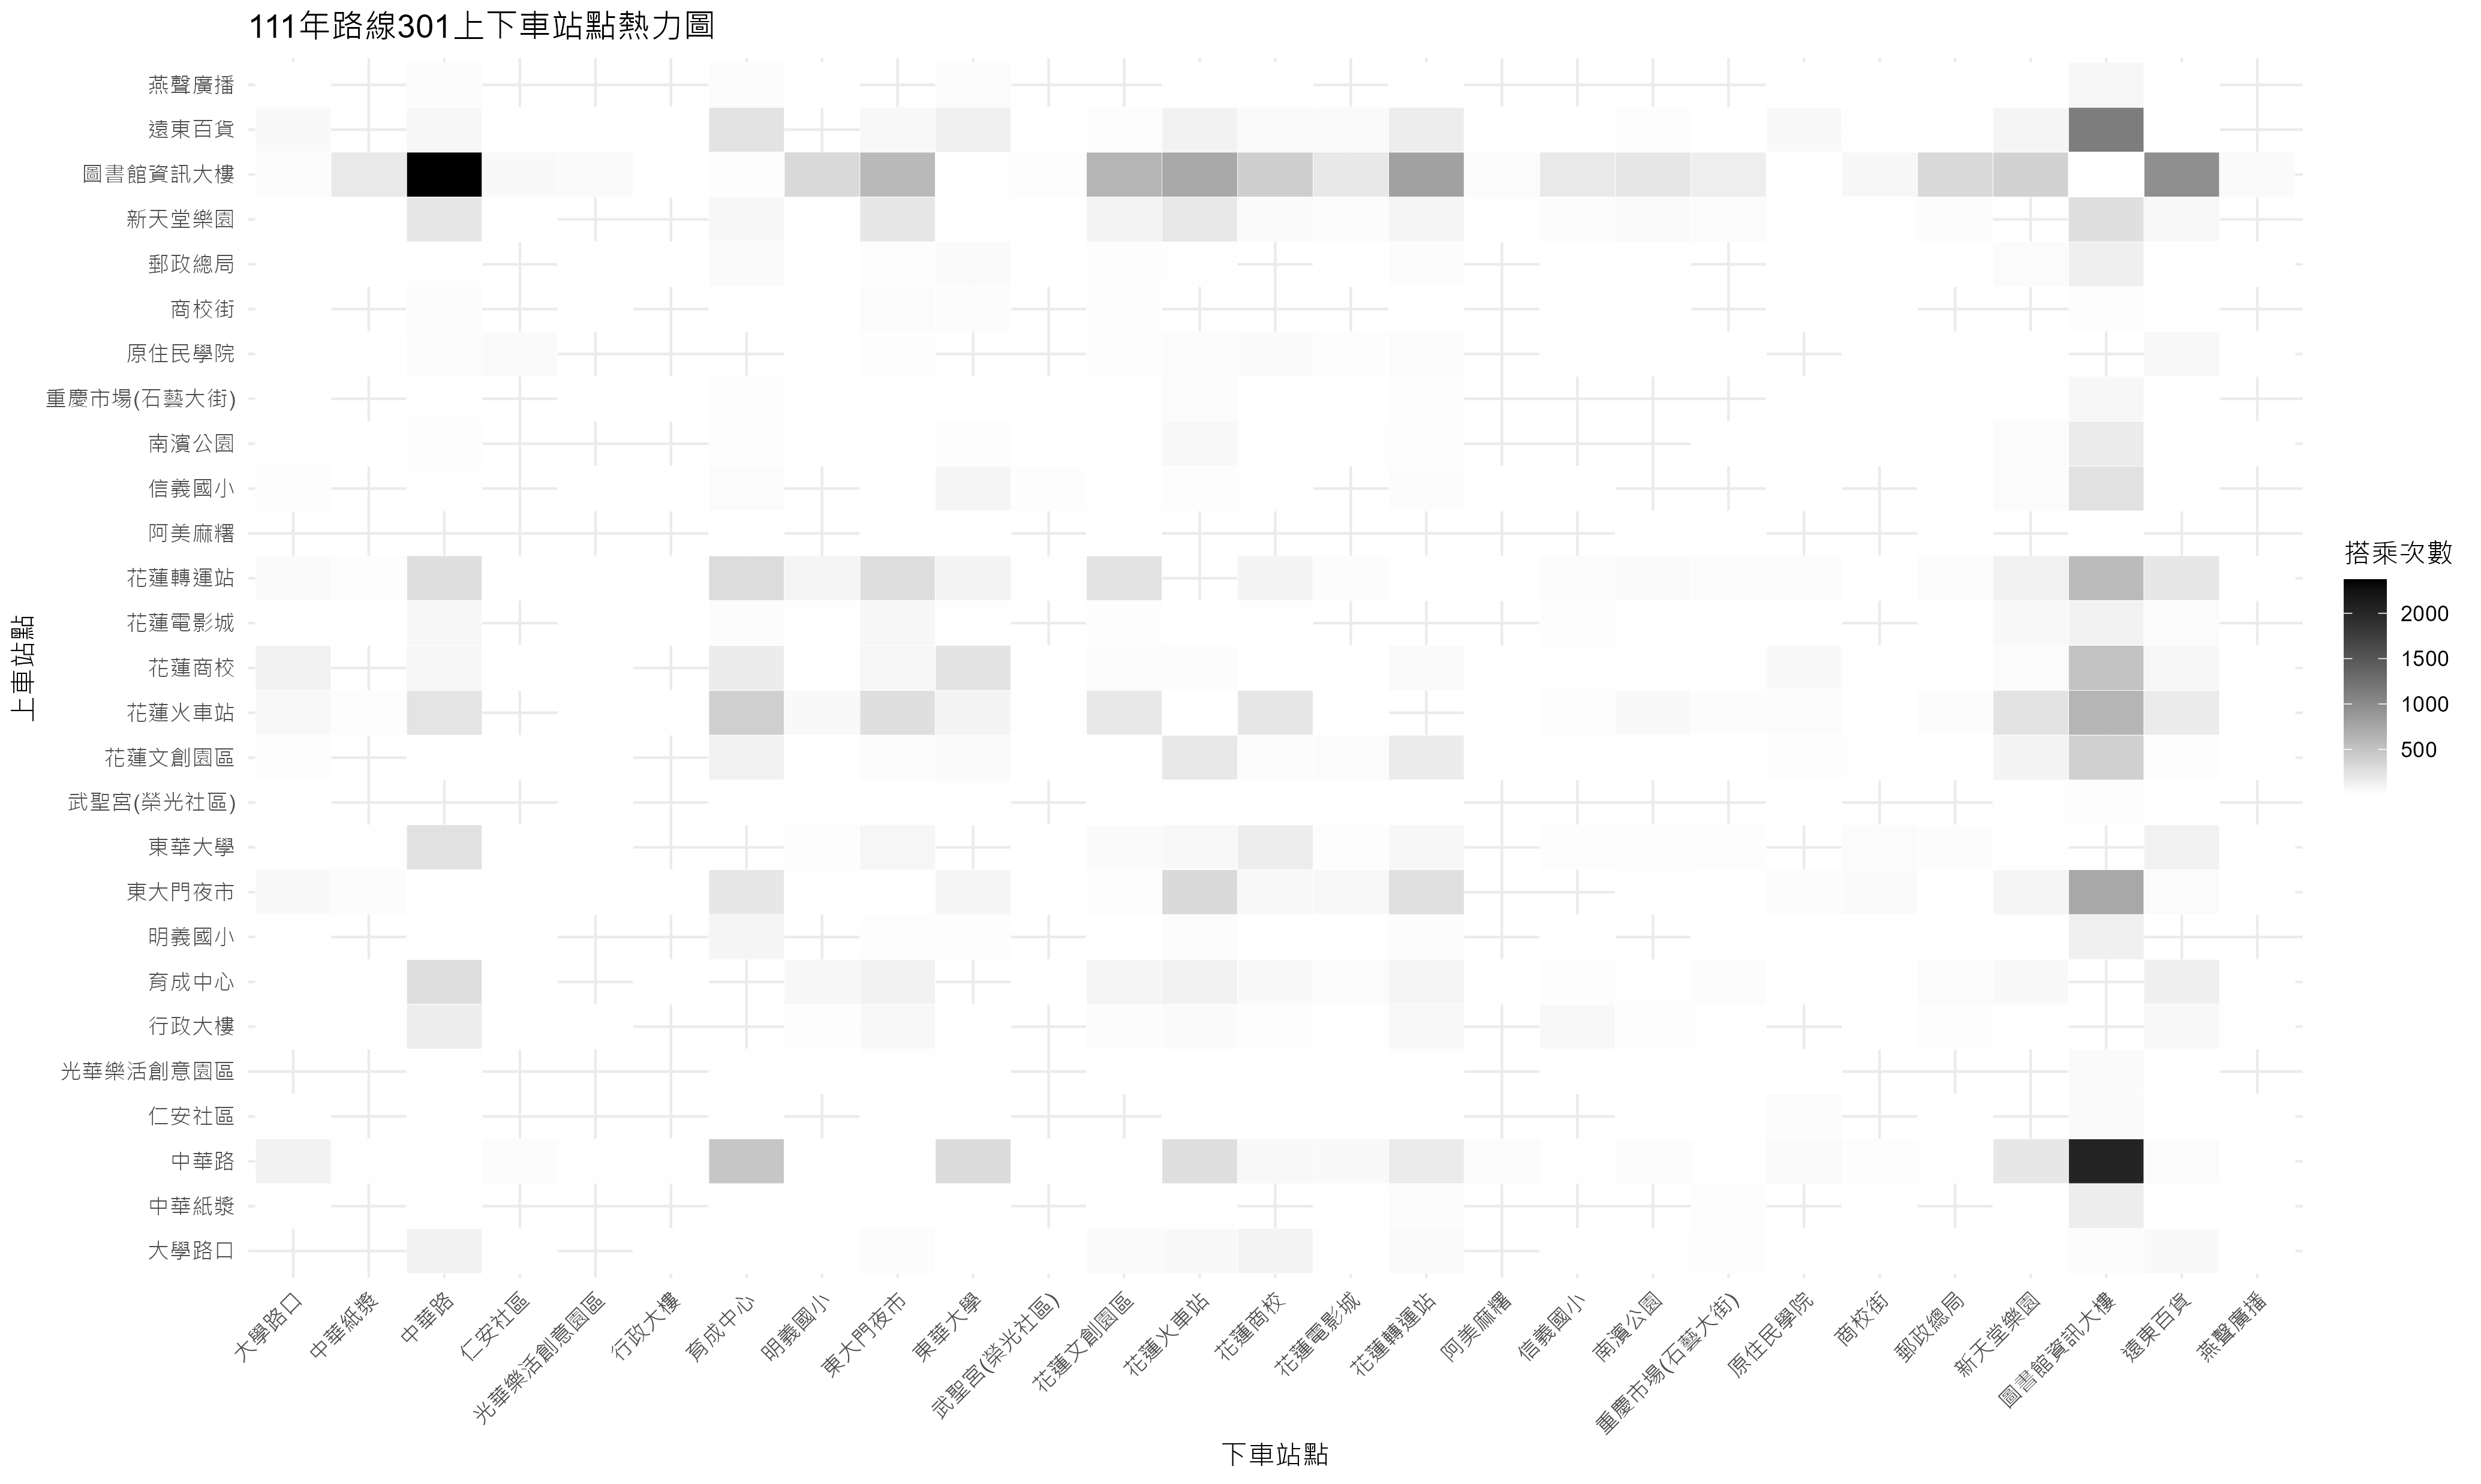 111年路線301上下車站點熱力圖
上車站點
燕聲廣播
遠東百貨
圖書館資訊大樓
新天堂樂園
郵政總局
商校街
原住民學院
重慶市場(石藝大街)
南濱公園
信義國小
阿美麻糬
花蓮轉運站
花蓮電影城
花蓮商校
花蓮火車站
花蓮文創園區
武聖宮(榮光社區)
東華大學
東大門夜市
明義國小
育成中心
行政大樓
光華樂活創意園區
仁安社區
中華路
中華紙漿
大學路口
大學路口
中華紙漿
中華路
仁安社區
光華樂活創意園區
行政大樓
育成中心
明義國小
東大門夜市
東華大學
武聖宮(榮光社區)
花蓮文創園區
花蓮火車站
花蓮商校
花蓮電影城
花蓮轉運站
阿美麻糬
信義國小
南濱公園
重慶市場(石藝大街)
原住民學院
商校街
郵政總局
新天堂樂園
圖書館資訊大樓
遠東百貨
燕聲廣播
下車站點
搭乘次數
2000
1500
1000
500